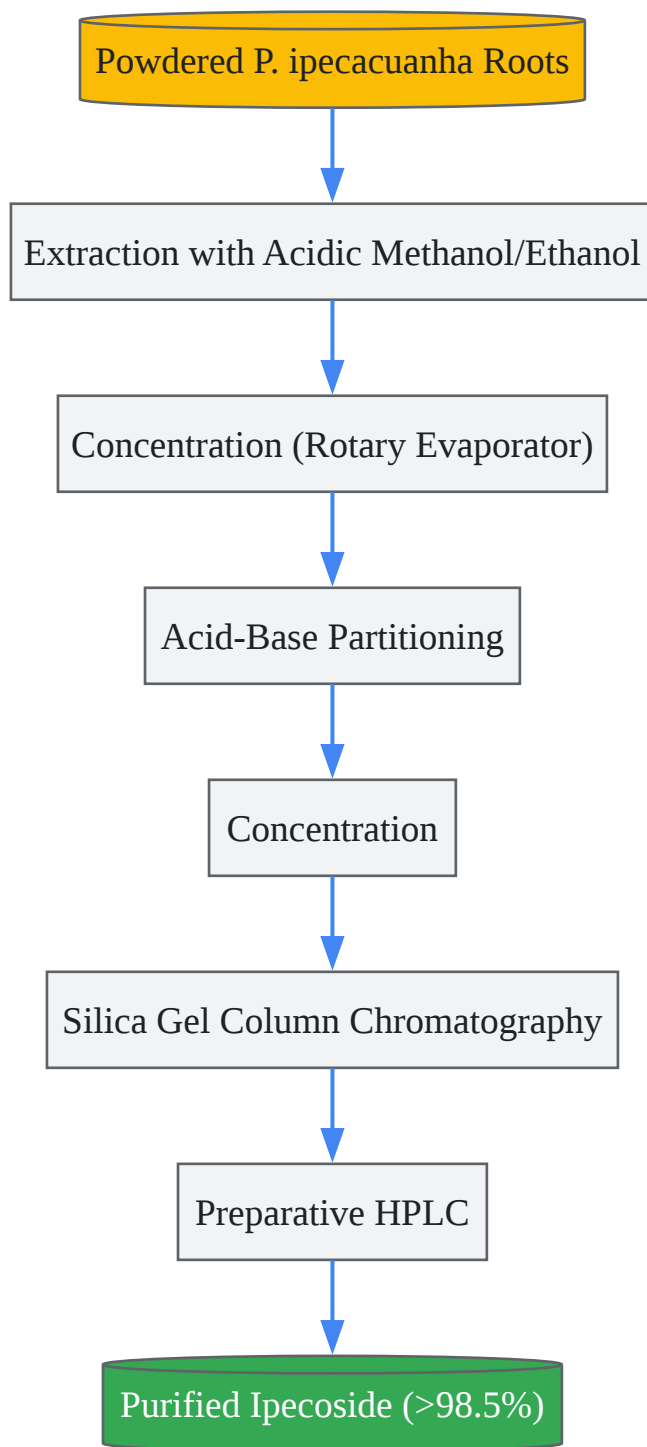 Powdered P. ipecacuanha Roots
Extraction with Acidic Methanol/Ethanol
Concentration (Rotary Evaporator)
Acid-Base Partitioning
Concentration
Silica Gel Column Chromatography
Preparative HPLC
Purified Ipecoside (>98.5%)